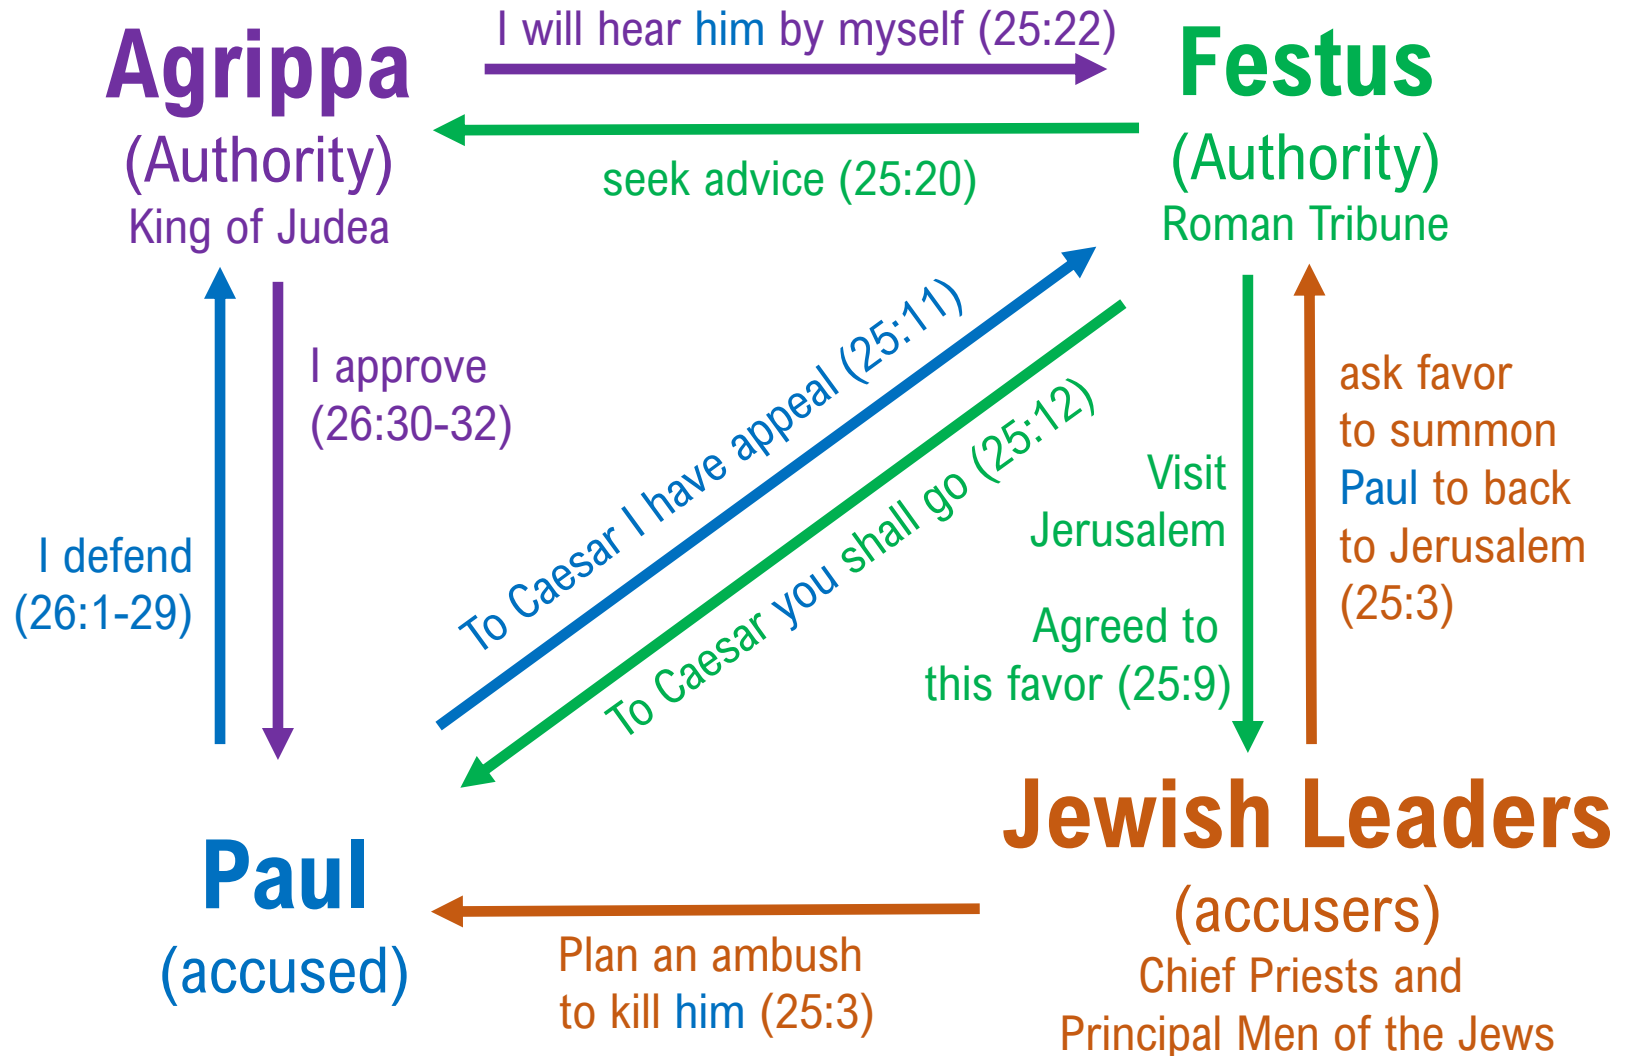 Agrippa
(Authority)
King of Judea
I will hear him by myself (25:22)
seek advice (25:20)
Festus
(Authority)
Roman Tribune
I approve
(26:30-32)
I defend
(26:1-29)
To Caesar I have appeal (25:11)
To Caesar you shall go (25:12)
Visit
Jerusalem
Agreed to
this favor (25:9)
ask favor
to summon
Paul to back
to Jerusalem
(25:3)
Paul
(accused)
Plan an ambush
to kill him (25:3)
Jewish Leaders
(accusers)
Chief Priests and
Principal Men of the Jews